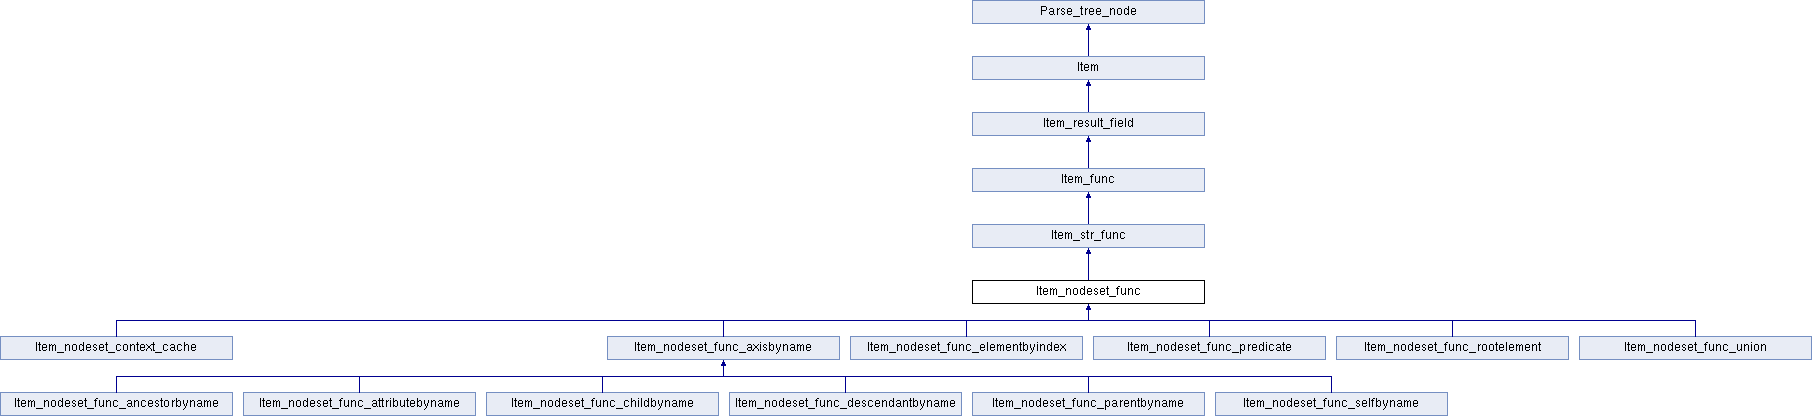 Parse_tree_node
Item
Item_result_field
Item_func
Item_str_func
Item_nodeset_func
Item_nodeset_context_cache
Item_nodeset_func_axisbyname
Item_nodeset_func_elementbyindex
Item_nodeset_func_predicate
Item_nodeset_func_rootelement
Item_nodeset_func_union
Item_nodeset_func_ancestorbyname
Item_nodeset_func_attributebyname
Item_nodeset_func_childbyname
Item_nodeset_func_descendantbyname
Item_nodeset_func_parentbyname
Item_nodeset_func_selfbyname